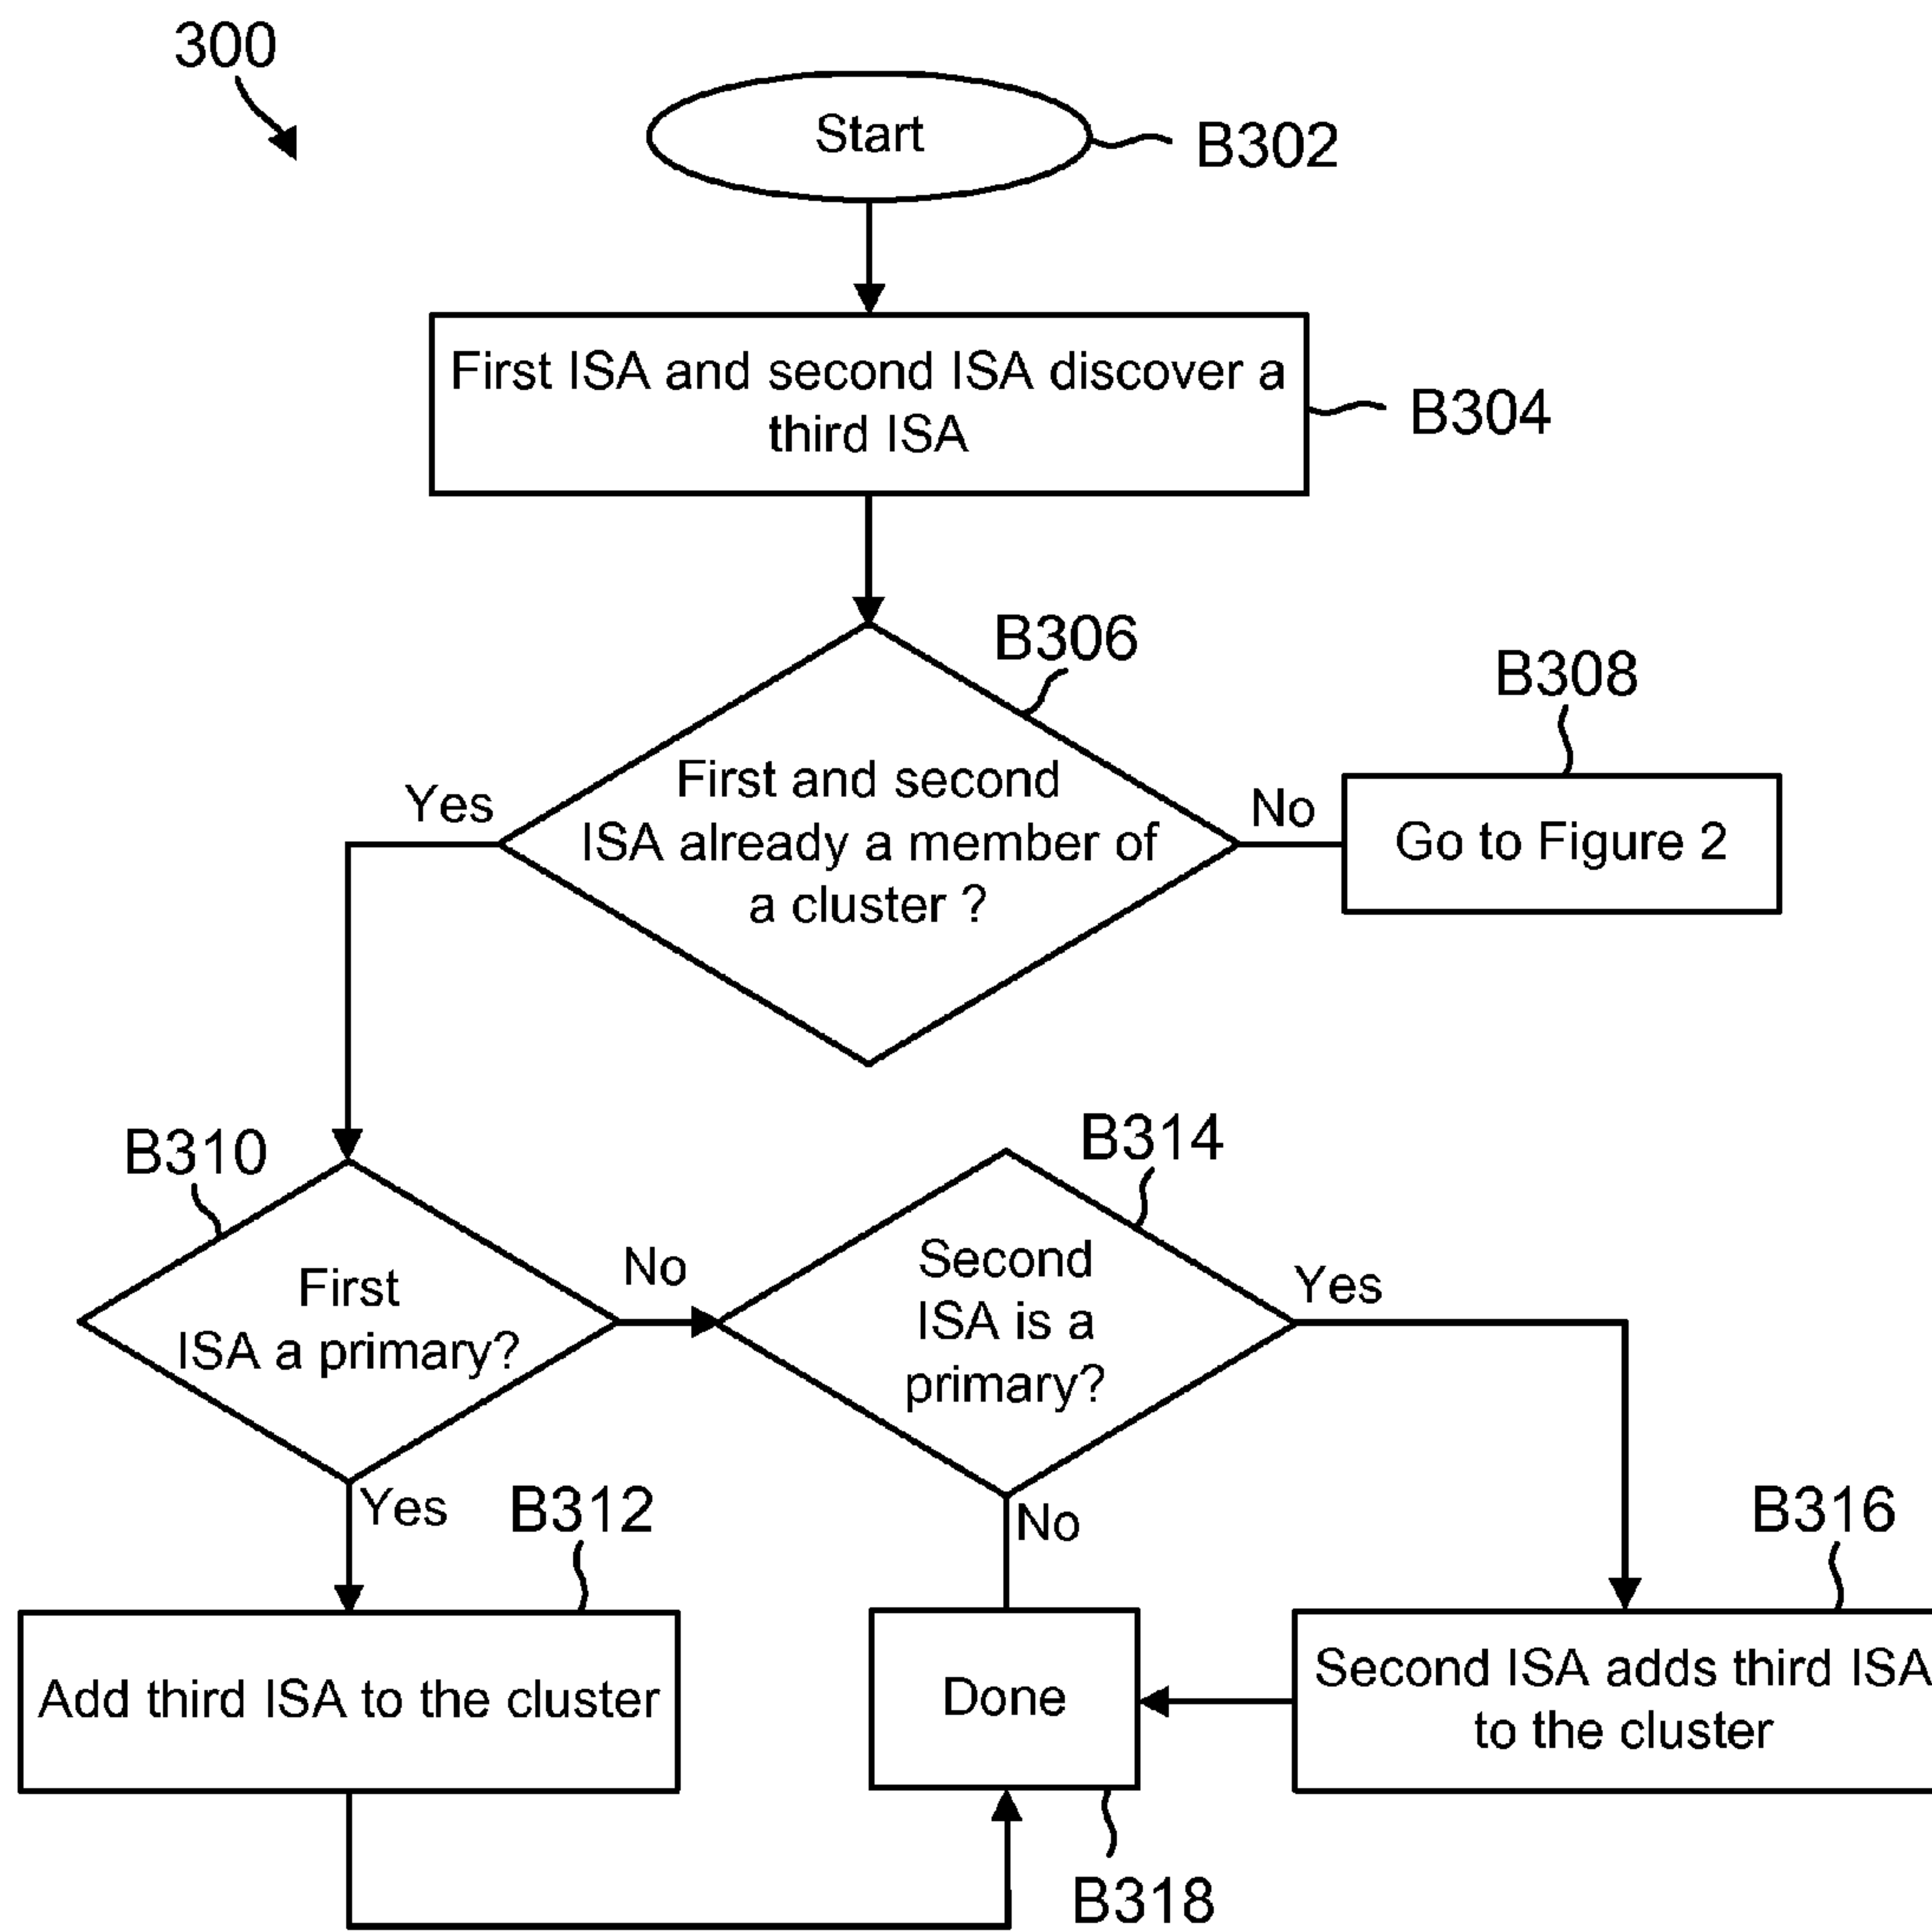 300
Start
B302
First ISA and second ISA discover a
third ISA
B304
B306
First and second
ISA already a member of
a cluster ?
Yes
No
B308
Go to Figure 2
B310
First
ISA a primary?
No
Yes
B314
Second
ISA is a
primary?
Yes
No
B312
Add third ISA to the cluster
Done
B318
B316
Second ISA adds third ISA
to the cluster